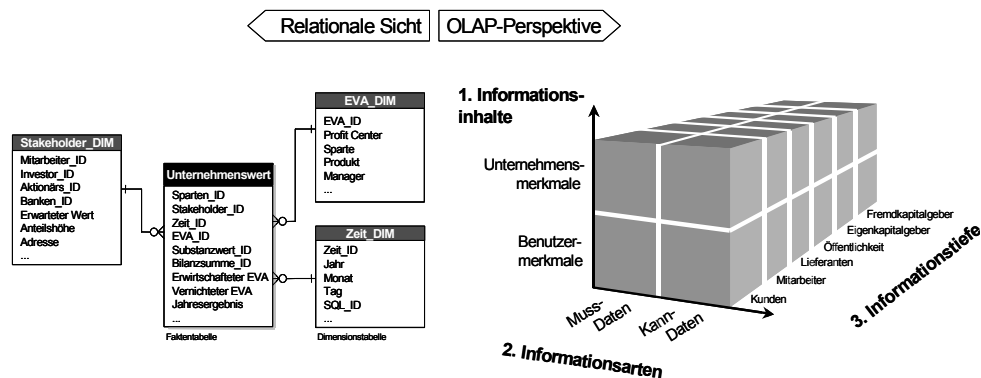 Relationale Sicht
OLAP-Perspektive
Stakeholder_DIM
Mitarbeiter_ID
Investor_ID
Aktionärs_ID
Banken_ID
Erwarteter Wert
Anteilshöhe
Adresse
...
Unternehmenswert
Sparten_ID
Stakeholder_ID
Zeit_ID
EVA_ID
Substanzwert_ID
Bilanzsumme_ID
Erwirtschafteter EVA
Vernichteter EVA
Jahresergebnis
...
Faktentabelle
EVA_DIM
EVA_ID
Profit Center
Sparte
Produkt
Manager
...
Zeit_DIM
Zeit_ID
Jahr
Monat
Tag
SQL_ID
...
Dimensionstabelle
1. Informations-
inhalte
Unternehmens-
merkmale
Benutzer-
merkmale
Muss-
Daten
Kann-
Daten
2. Informationsarten
Fremdkapitalgeber
Eigenkapitalgeber
Öffentlichkeit
Lieferanten
Mitarbeiter
Kunden
3. Informationstiefe